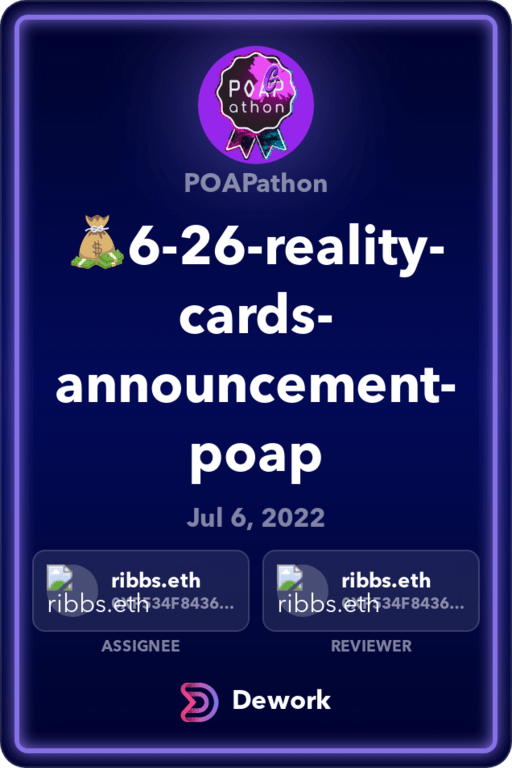 POAP
athon
POAPathon
💰6-26-reality-
cards-
announcement-
poap
Jul 6, 2022
ribbs.eth
ribbs.eth
ASSIGNEE
ribbs.eth
ribbs.eth
REVIEWER
Dework